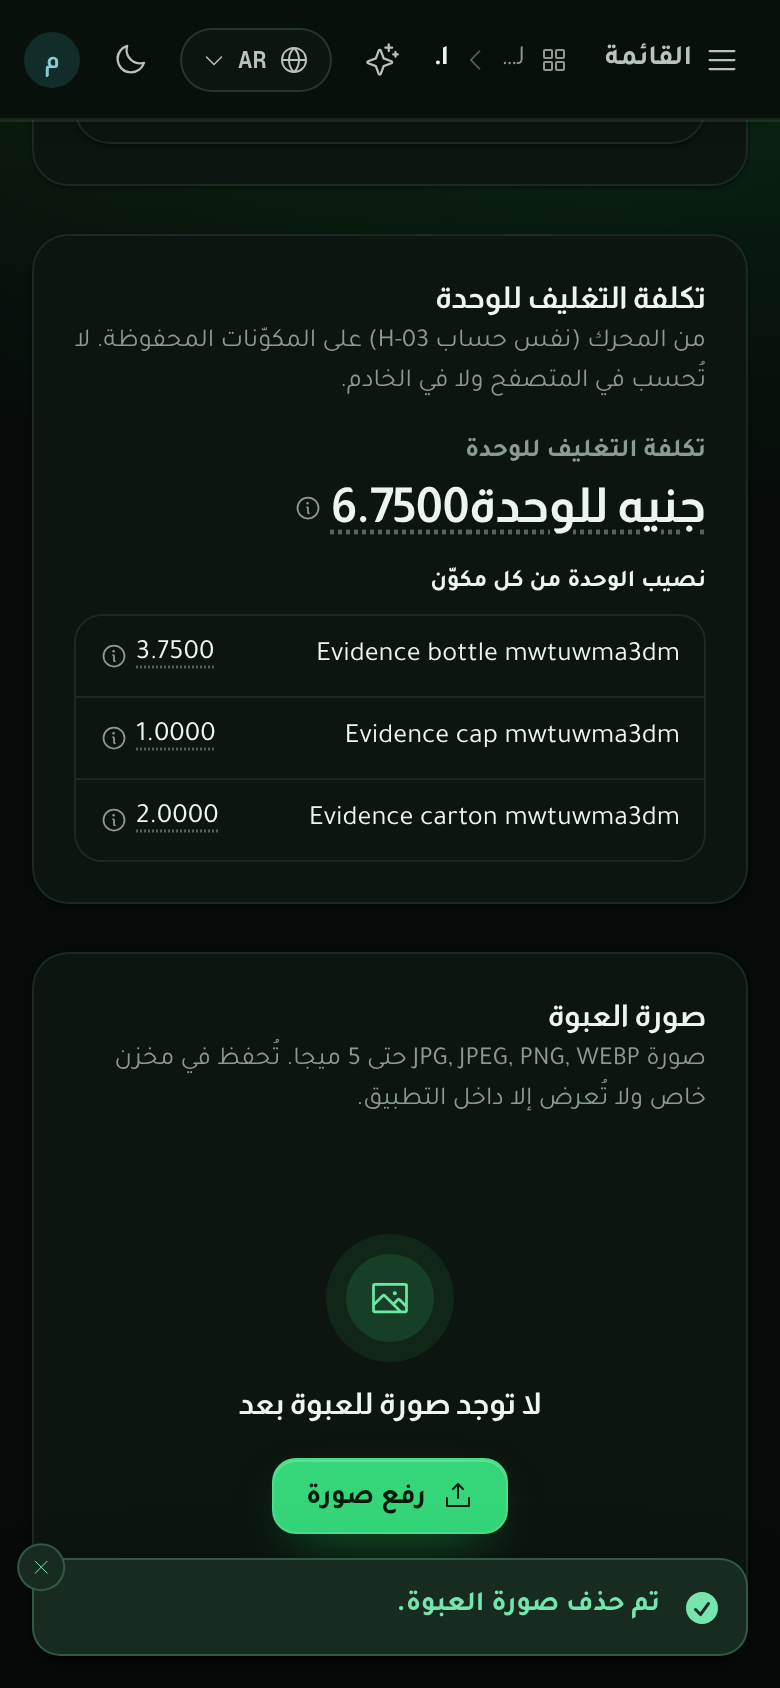 القائمة
لـ...
ا.
AR
م
تكلفة التغليف للوحدة
من المحرك (نفس حساب H-03) على المكوّنات المحفوظة. لا
تُحسب في المتصفح ولا في الخادم.
تكلفة التغليف للوحدة
جنيه للوحدة6.7500
نصيب الوحدة من كل مكوّن
Evidence bottle mwtuwma3dm 3.7500
Evidence cap mwtuwma3dm 1.0000
Evidence carton mwtuwma3dm 2.0000
صورة العبوة
صورة JPG, JPEG, PNG, WEBP حتى 5 ميجا. تُحفظ في مخزن
خاص ولا تُعرض إلا داخل التطبيق.
لا توجد صورة للعبوة بعد
رفع صورة
تم حذف صورة العبوة.